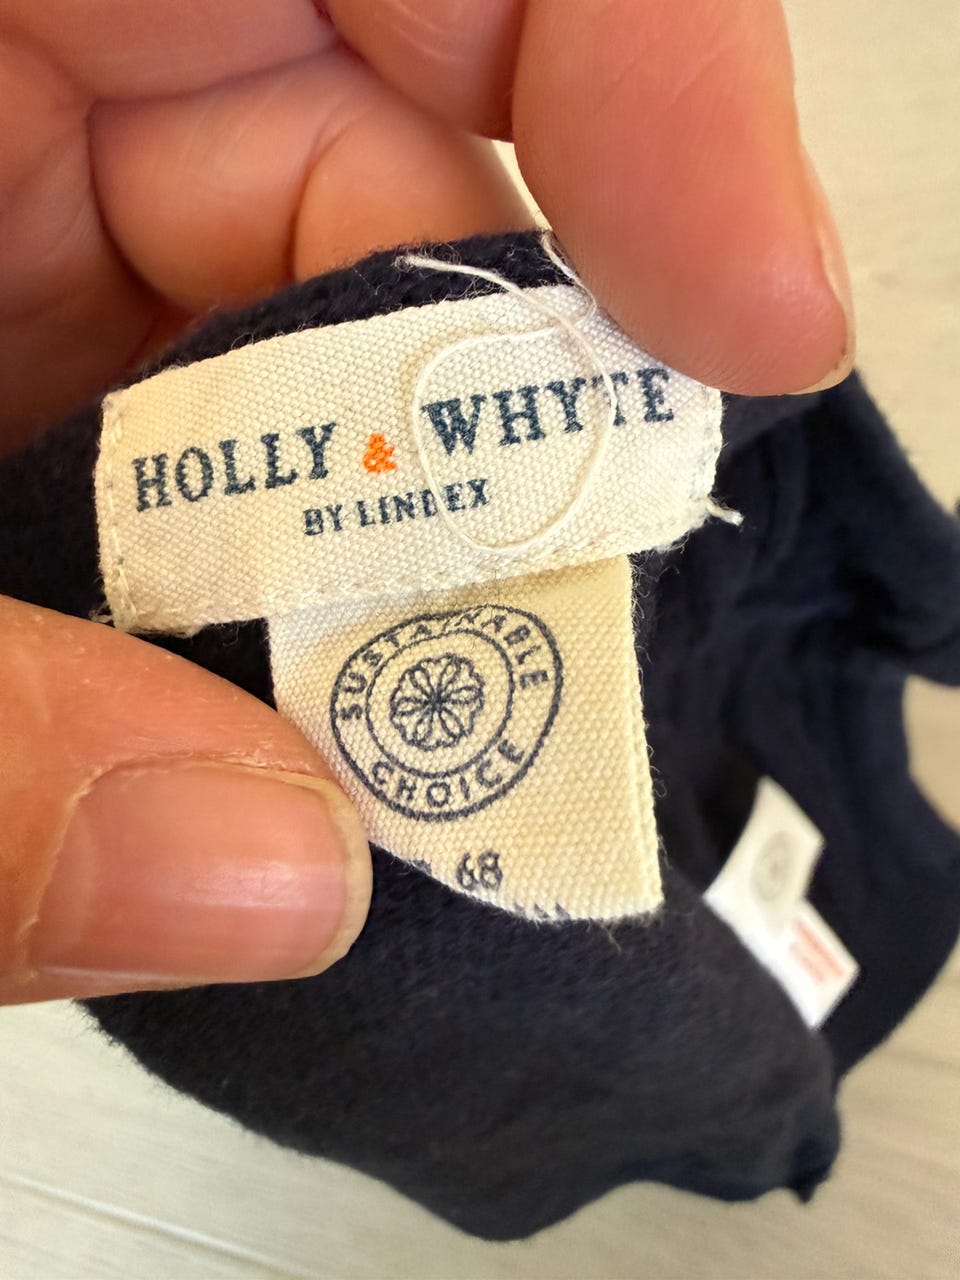 HOLLY & WHYTE
BY LINDEX
SUSTAINABLE
CHOICE
68